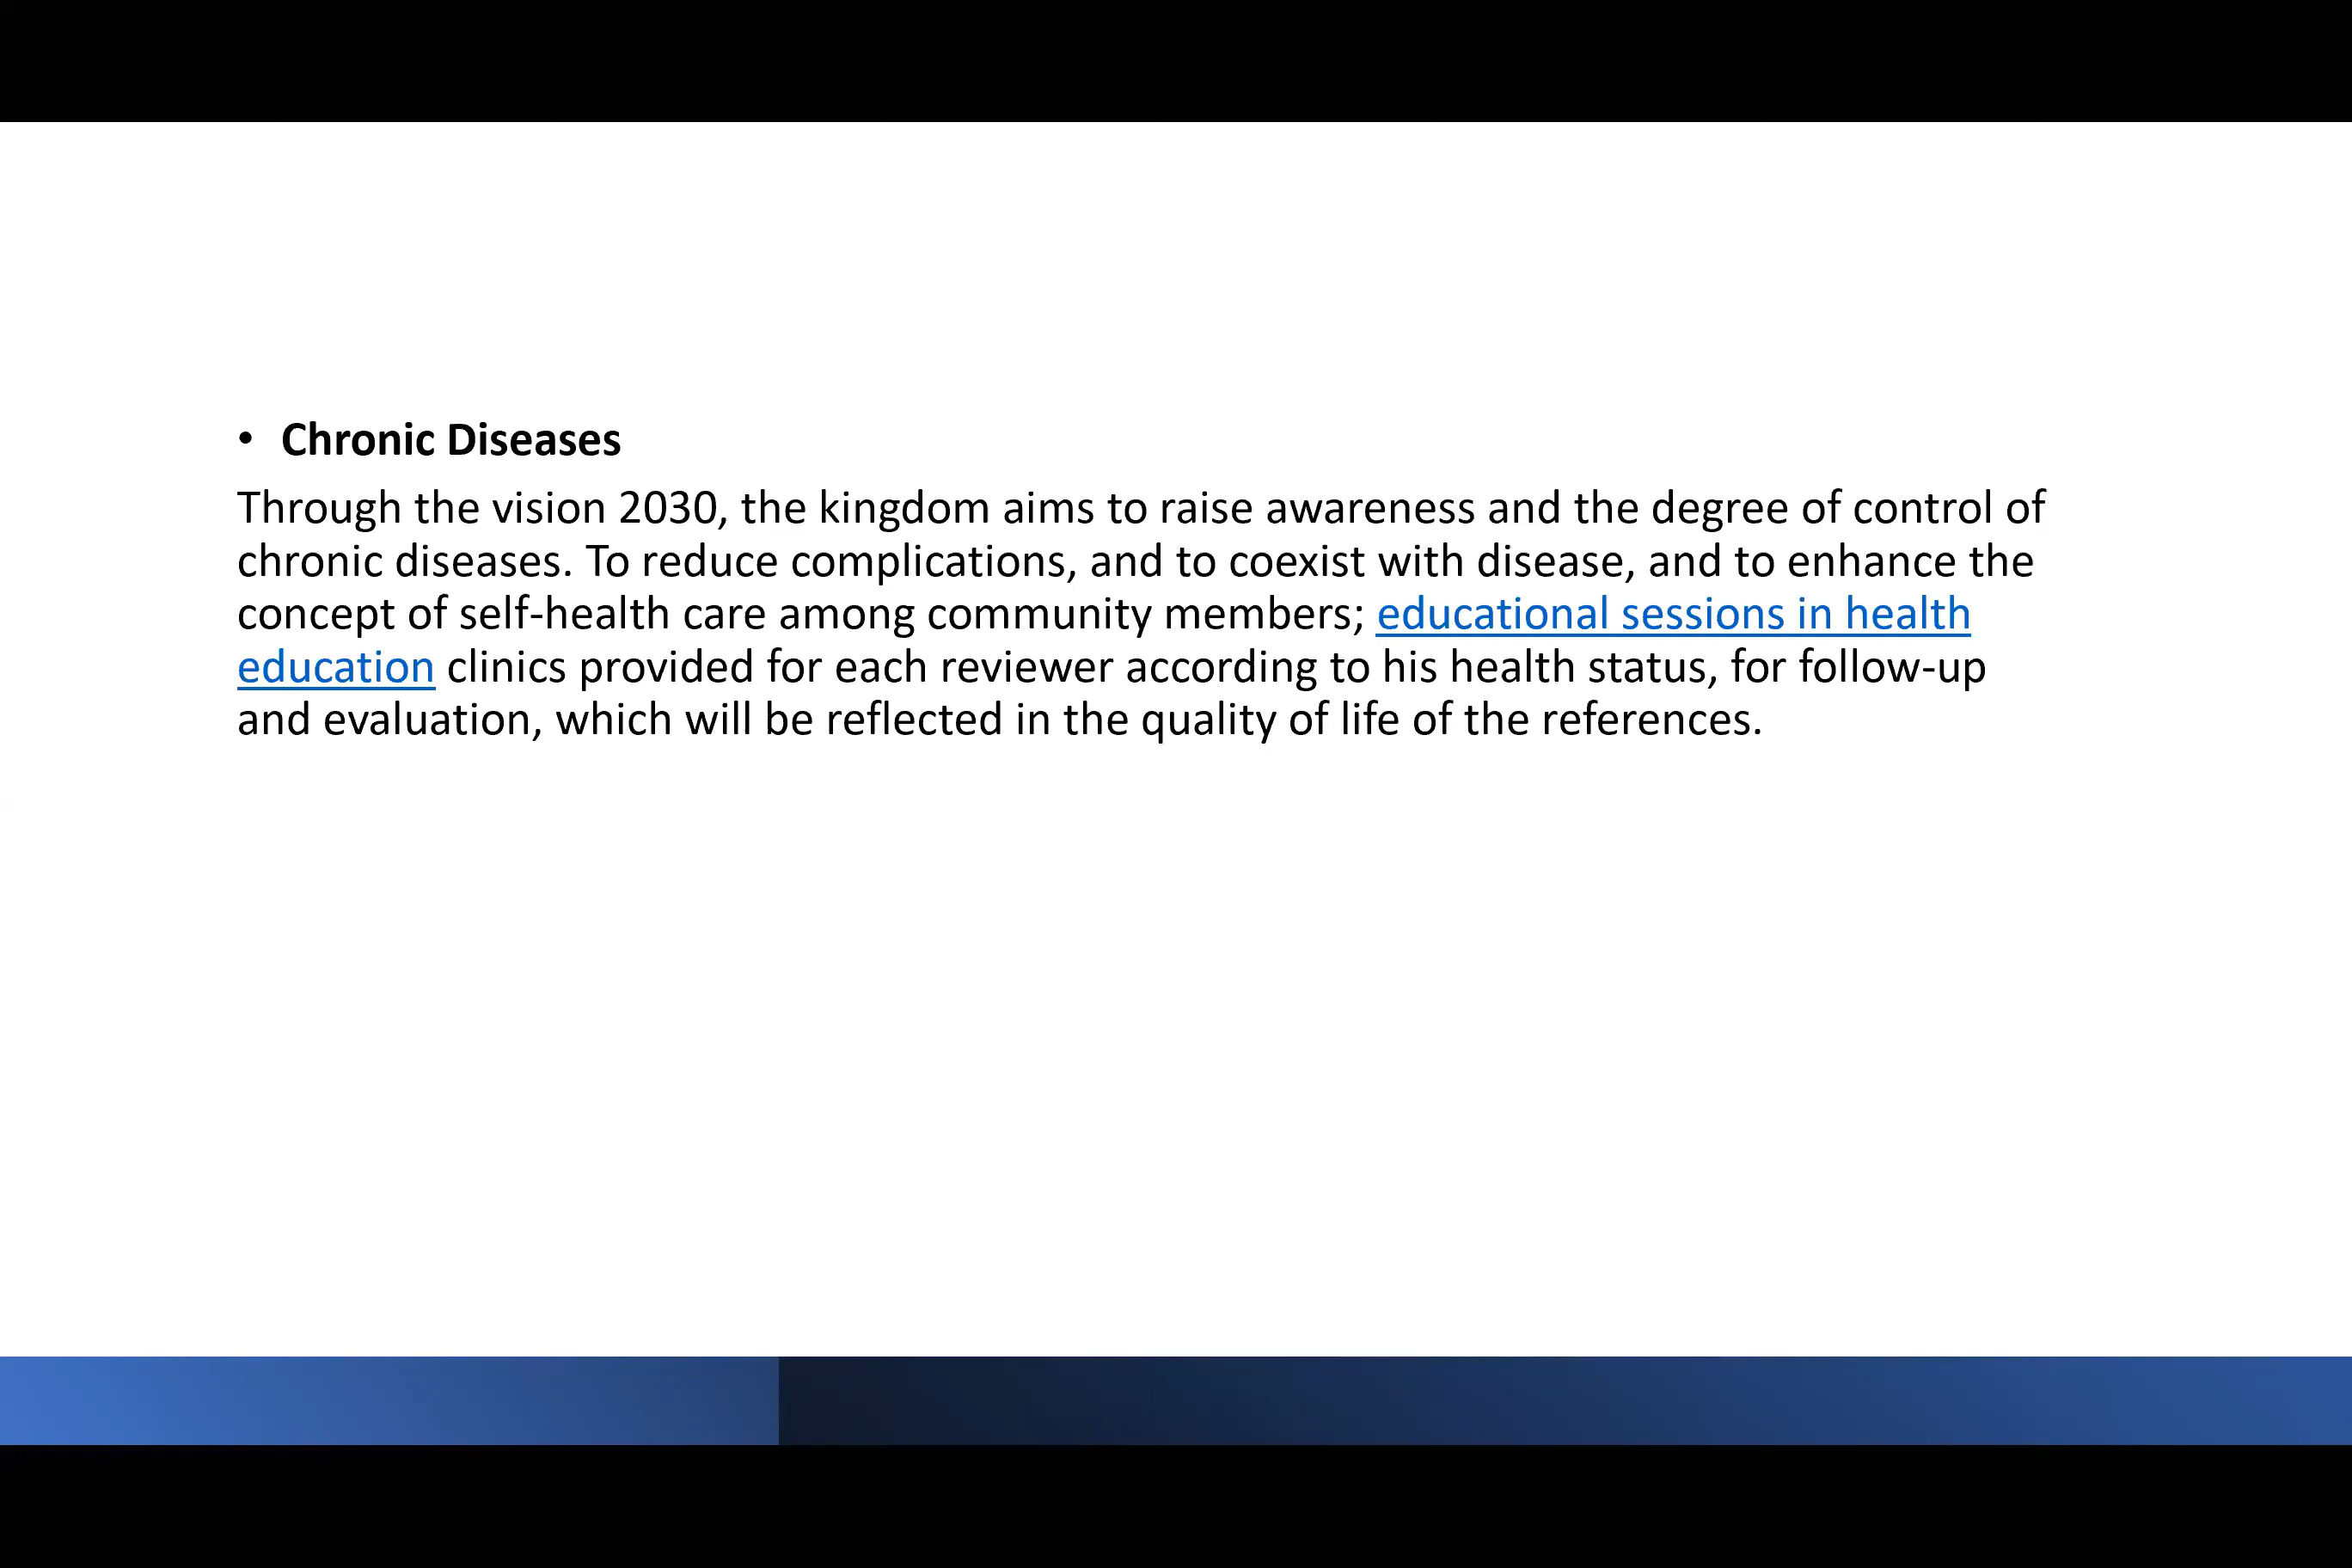 • Chronic Diseases
Through the vision 2030, the kingdom aims to raise awareness and the degree of control of
chronic diseases. To reduce complications, and to coexist with disease, and to enhance the
concept of self-health care among community members; educational sessions in health
education clinics provided for each reviewer according to his health status, for follow-up
and evaluation, which will be reflected in the quality of life of the references.